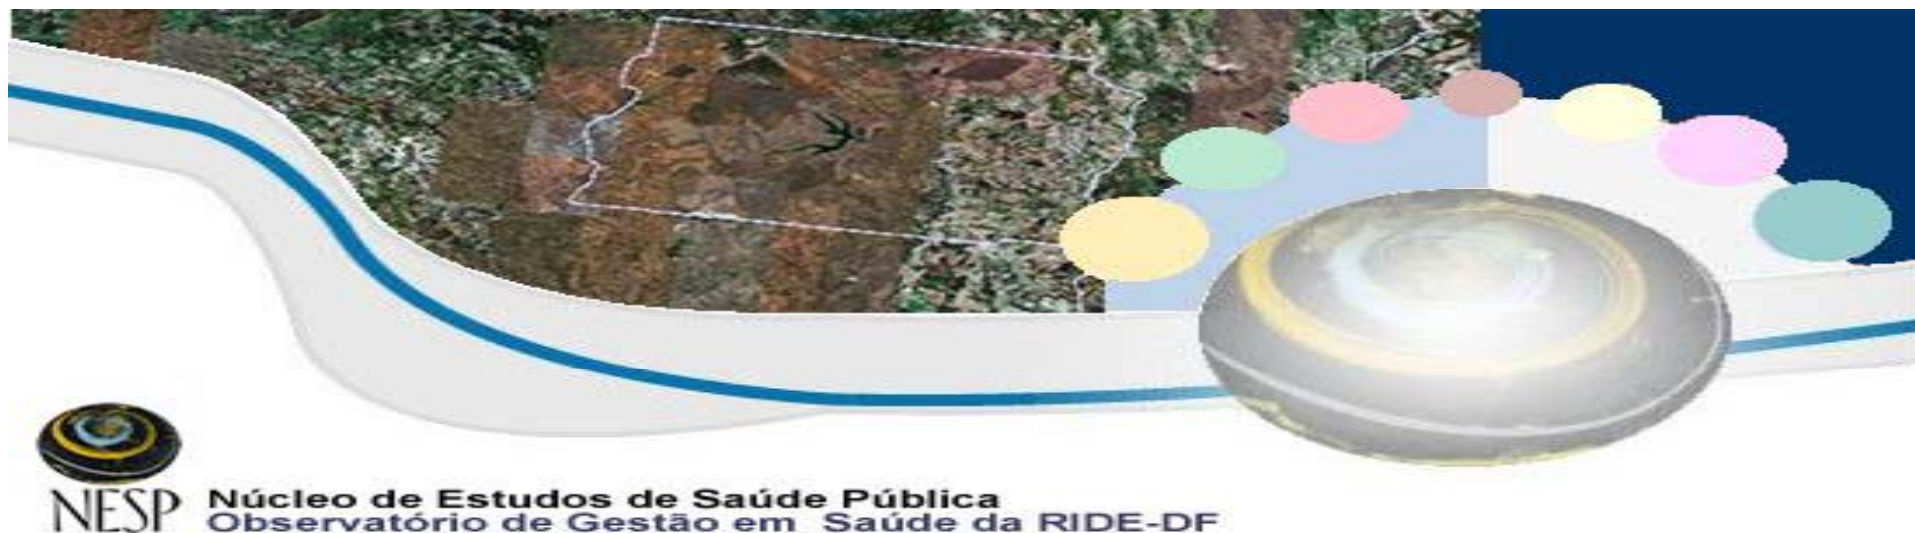 NESP
Núcleo de Estudos de Saúde Pública
Observatório de Gestão em Saúde da RIDE-DF